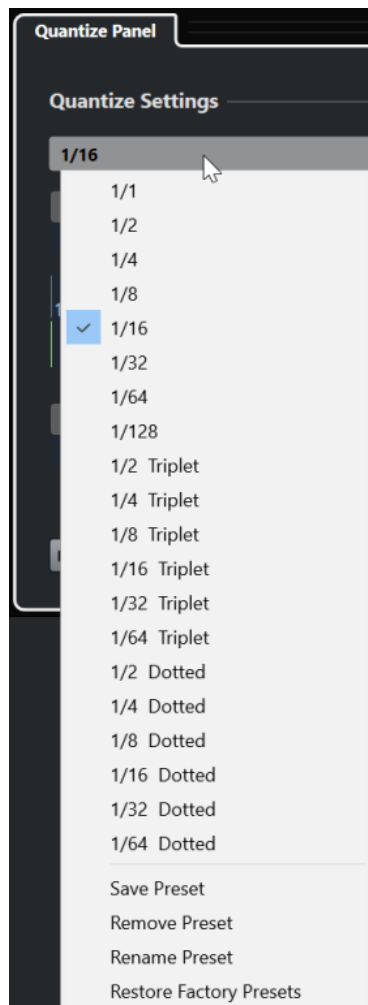 Quantize Panel
Quantize Settings
1/16
1/1
1/2
1/4
1/8
1/16
1/32
1/64
1/128
1/2 Triplet
1/4 Triplet
1/8 Triplet
1/16 Triplet
1/32 Triplet
1/64 Triplet
1/2 Dotted
1/4 Dotted
1/8 Dotted
1/16 Dotted
1/32 Dotted
1/64 Dotted
Save Preset
Remove Preset
Rename Preset
Restore Factory Presets